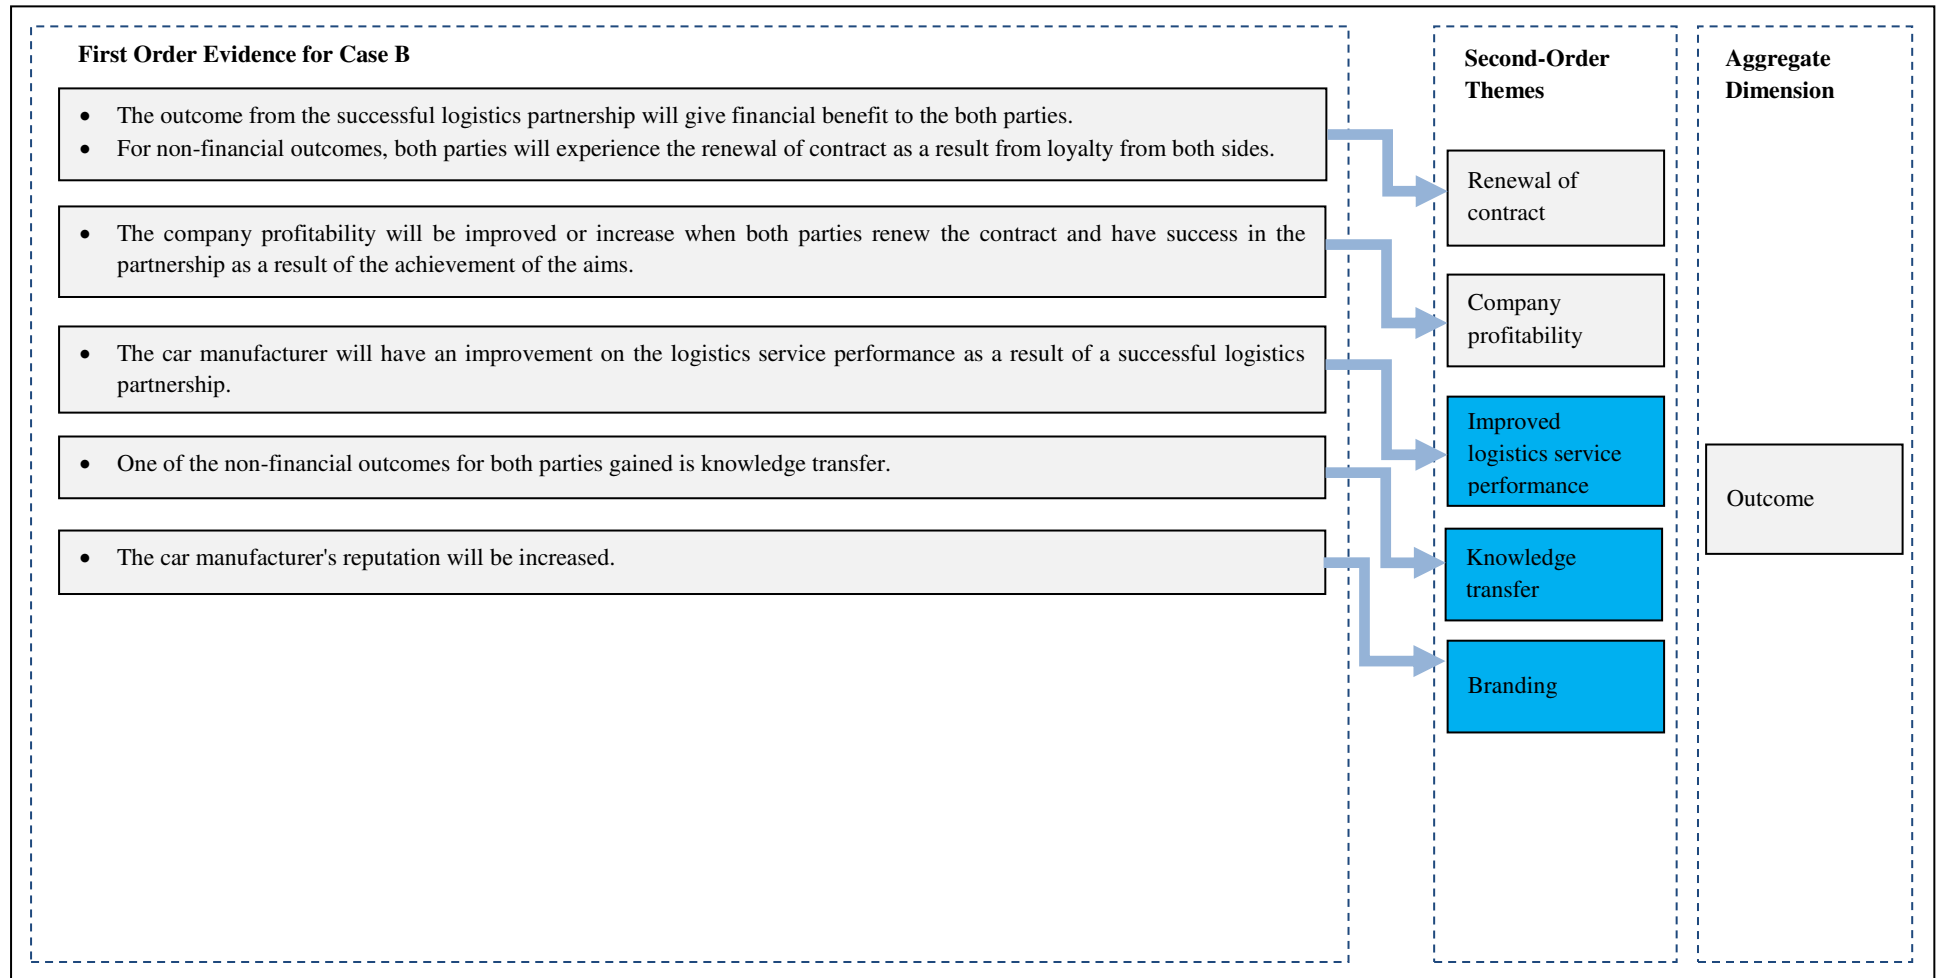 First Order Evidence for Case B
• The outcome from the successful logistics partnership will give financial benefit to the both parties.
• For non-financial outcomes, both parties will experience the renewal of contract as a result from loyalty from both sides.
• The company profitability will be improved or increase when both parties renew the contract and have success in the
partnership as a result of the achievement of the aims.
• The car manufacturer will have an improvement on the logistics service performance as a result of a successful logistics
partnership.
• One of the non-financial outcomes for both parties gained is knowledge transfer.
• The car manufacturer's reputation will be increased.
Second-Order
Themes
Renewal of
contract
Company
profitability
Improved
logistics service
performance
Knowledge
transfer
Branding
Aggregate
Dimension
Outcome